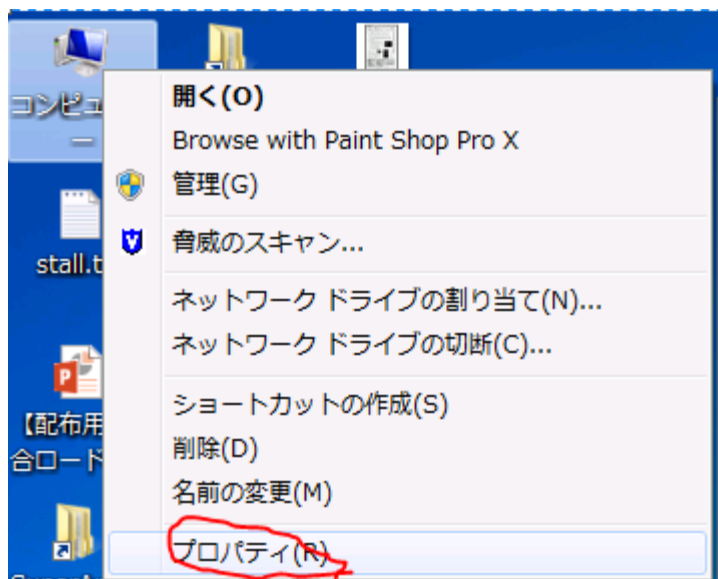 開く(O)
Browse with Paint Shop Pro X
管理(G)
脅威のスキャン...
ネットワーク ドライブの割り当て(N)...
ネットワーク ドライブの切断(C)...
ショートカットの作成(S)
削除(D)
名前の変更(M)
プロパティ(R)
コンピュ
ー
stall.t
【配布用
合ロード